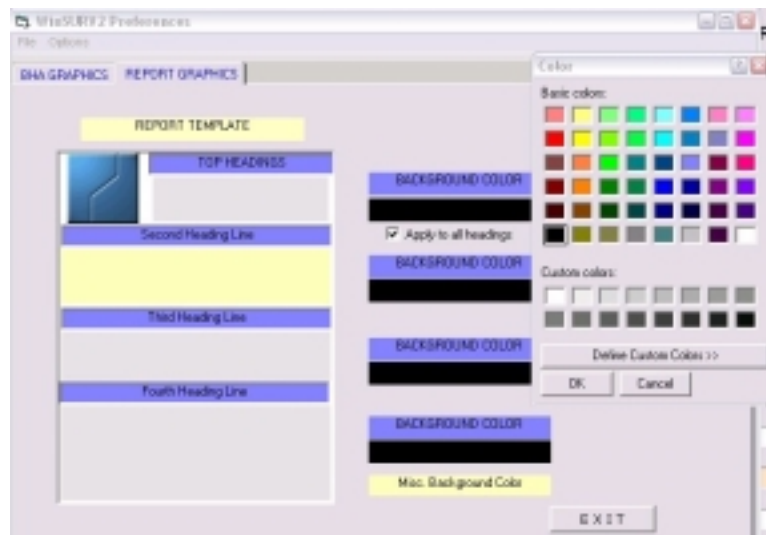 WinSURV2 Preferences
File Options
BHA GRAPHICS REPORT GRAPHICS
REPORT TEMPLATE
TOP HEADINGS
Second Heading Line
Third Heading Line
Fourth Heading Line
BACKGROUND COLOR
Apply to all headings
BACKGROUND COLOR
BACKGROUND COLOR
BACKGROUND COLOR
Misc. Background Color
EXIT
Color
Basic colors:
Custom colors:
Define Custom Colors >>
OK Cancel